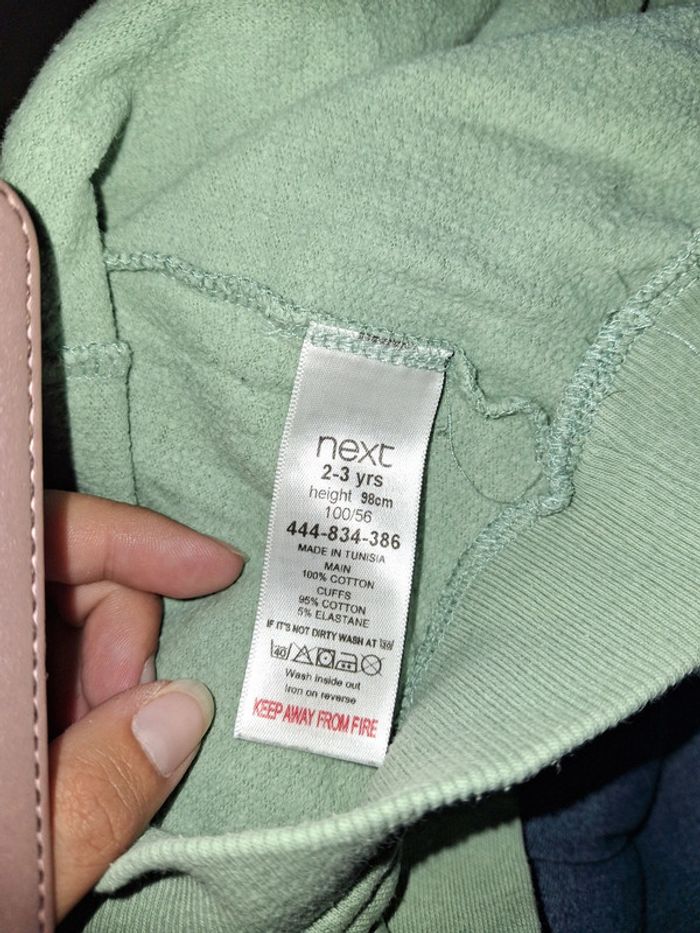 next
2-3 yrs
height 98cm
100/56
444-834-386
MADE IN TUNISIA
MAIN
100% COTTON
CUFFS
95% COTTON
5% ELASTANE
IF IT'S NOT DIRTY WASH AT 30
40
Wash inside out
Iron on reverse
KEEP AWAY FROM FIRE